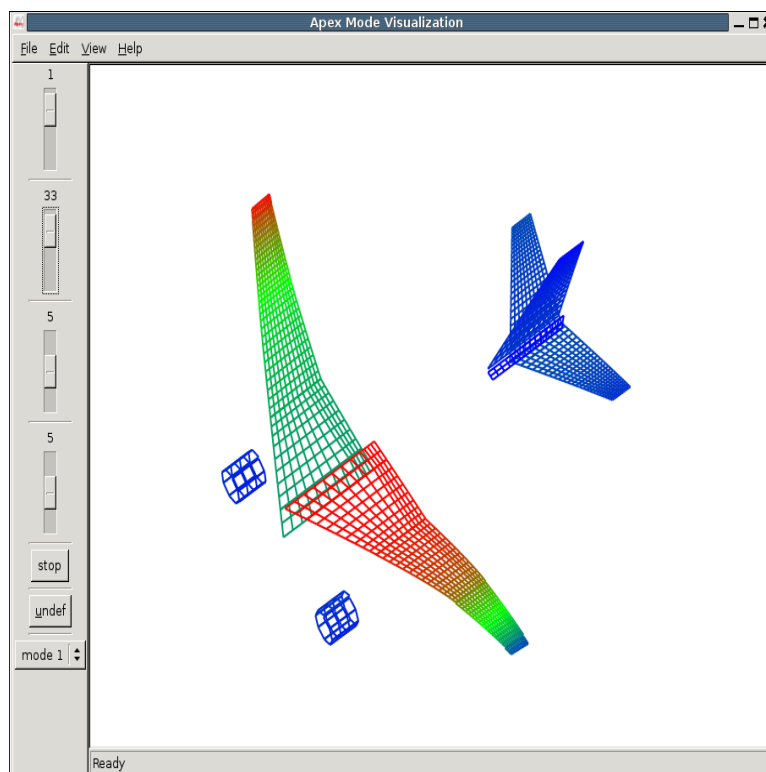 Apex Mode Visualization
File Edit View Help
1
33
5
5
stop
undef
mode 1
Ready